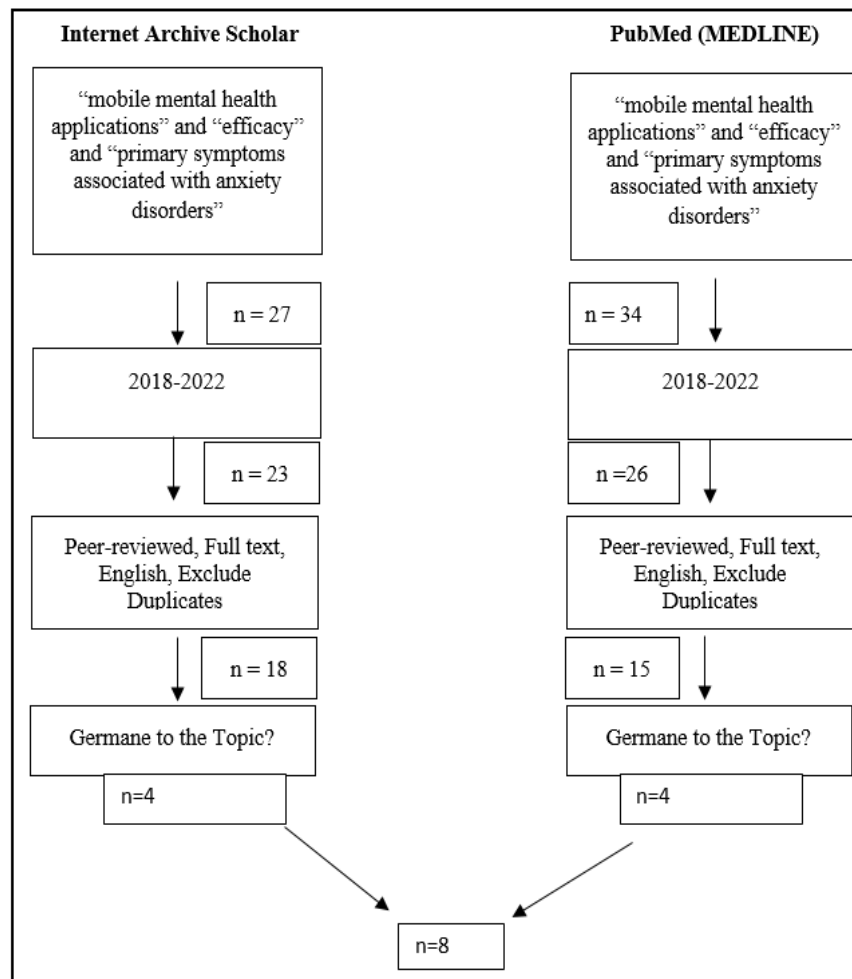 Internet Archive Scholar
“mobile mental health
applications” and “efficacy”
and “primary symptoms
associated with anxiety
disorders”
n = 27
2018-2022
n = 23
Peer-reviewed, Full text,
English, Exclude
Duplicates
n = 18
Germane to the Topic?
n=4
PubMed (MEDLINE)
“mobile mental health
applications” and “efficacy”
and “primary symptoms
associated with anxiety
disorders”
n = 34
2018-2022
n =26
Peer-reviewed, Full text,
English, Exclude
Duplicates
n = 15
Germane to the Topic?
n=4
n=8